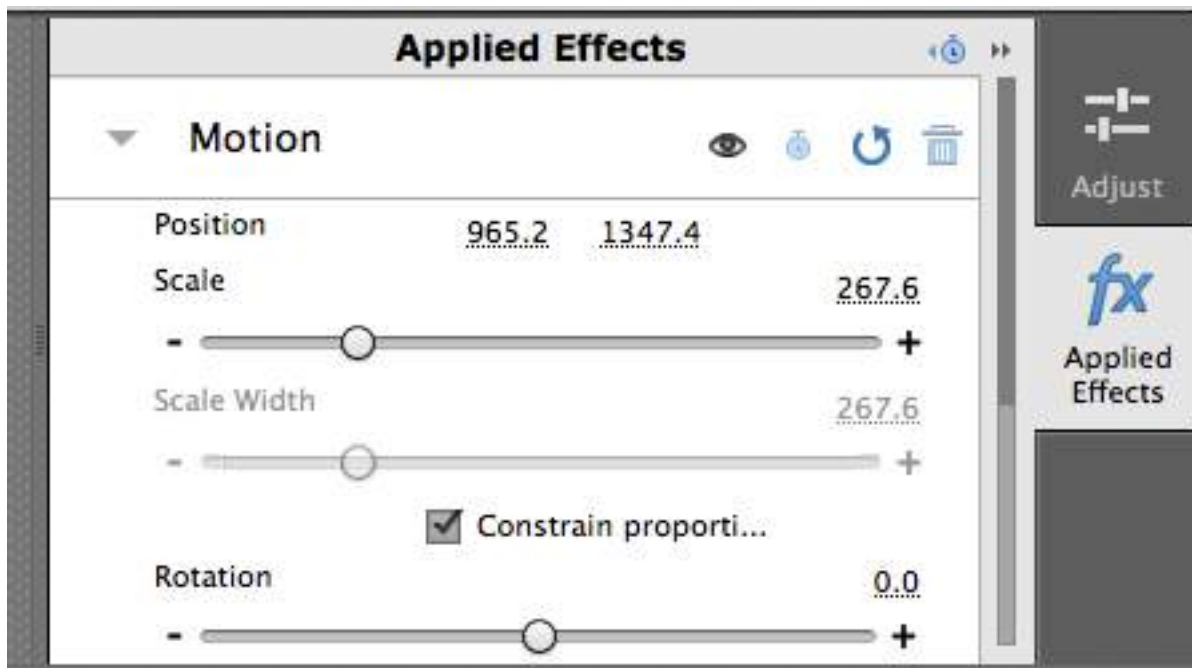 Applied Effects
Motion
Adjust
Position 965.2 1347.4
Scale 267.6
- +
fx
Applied
Effects
Scale Width 267.6
- +
Constrain proporti...
Rotation 0.0
- +